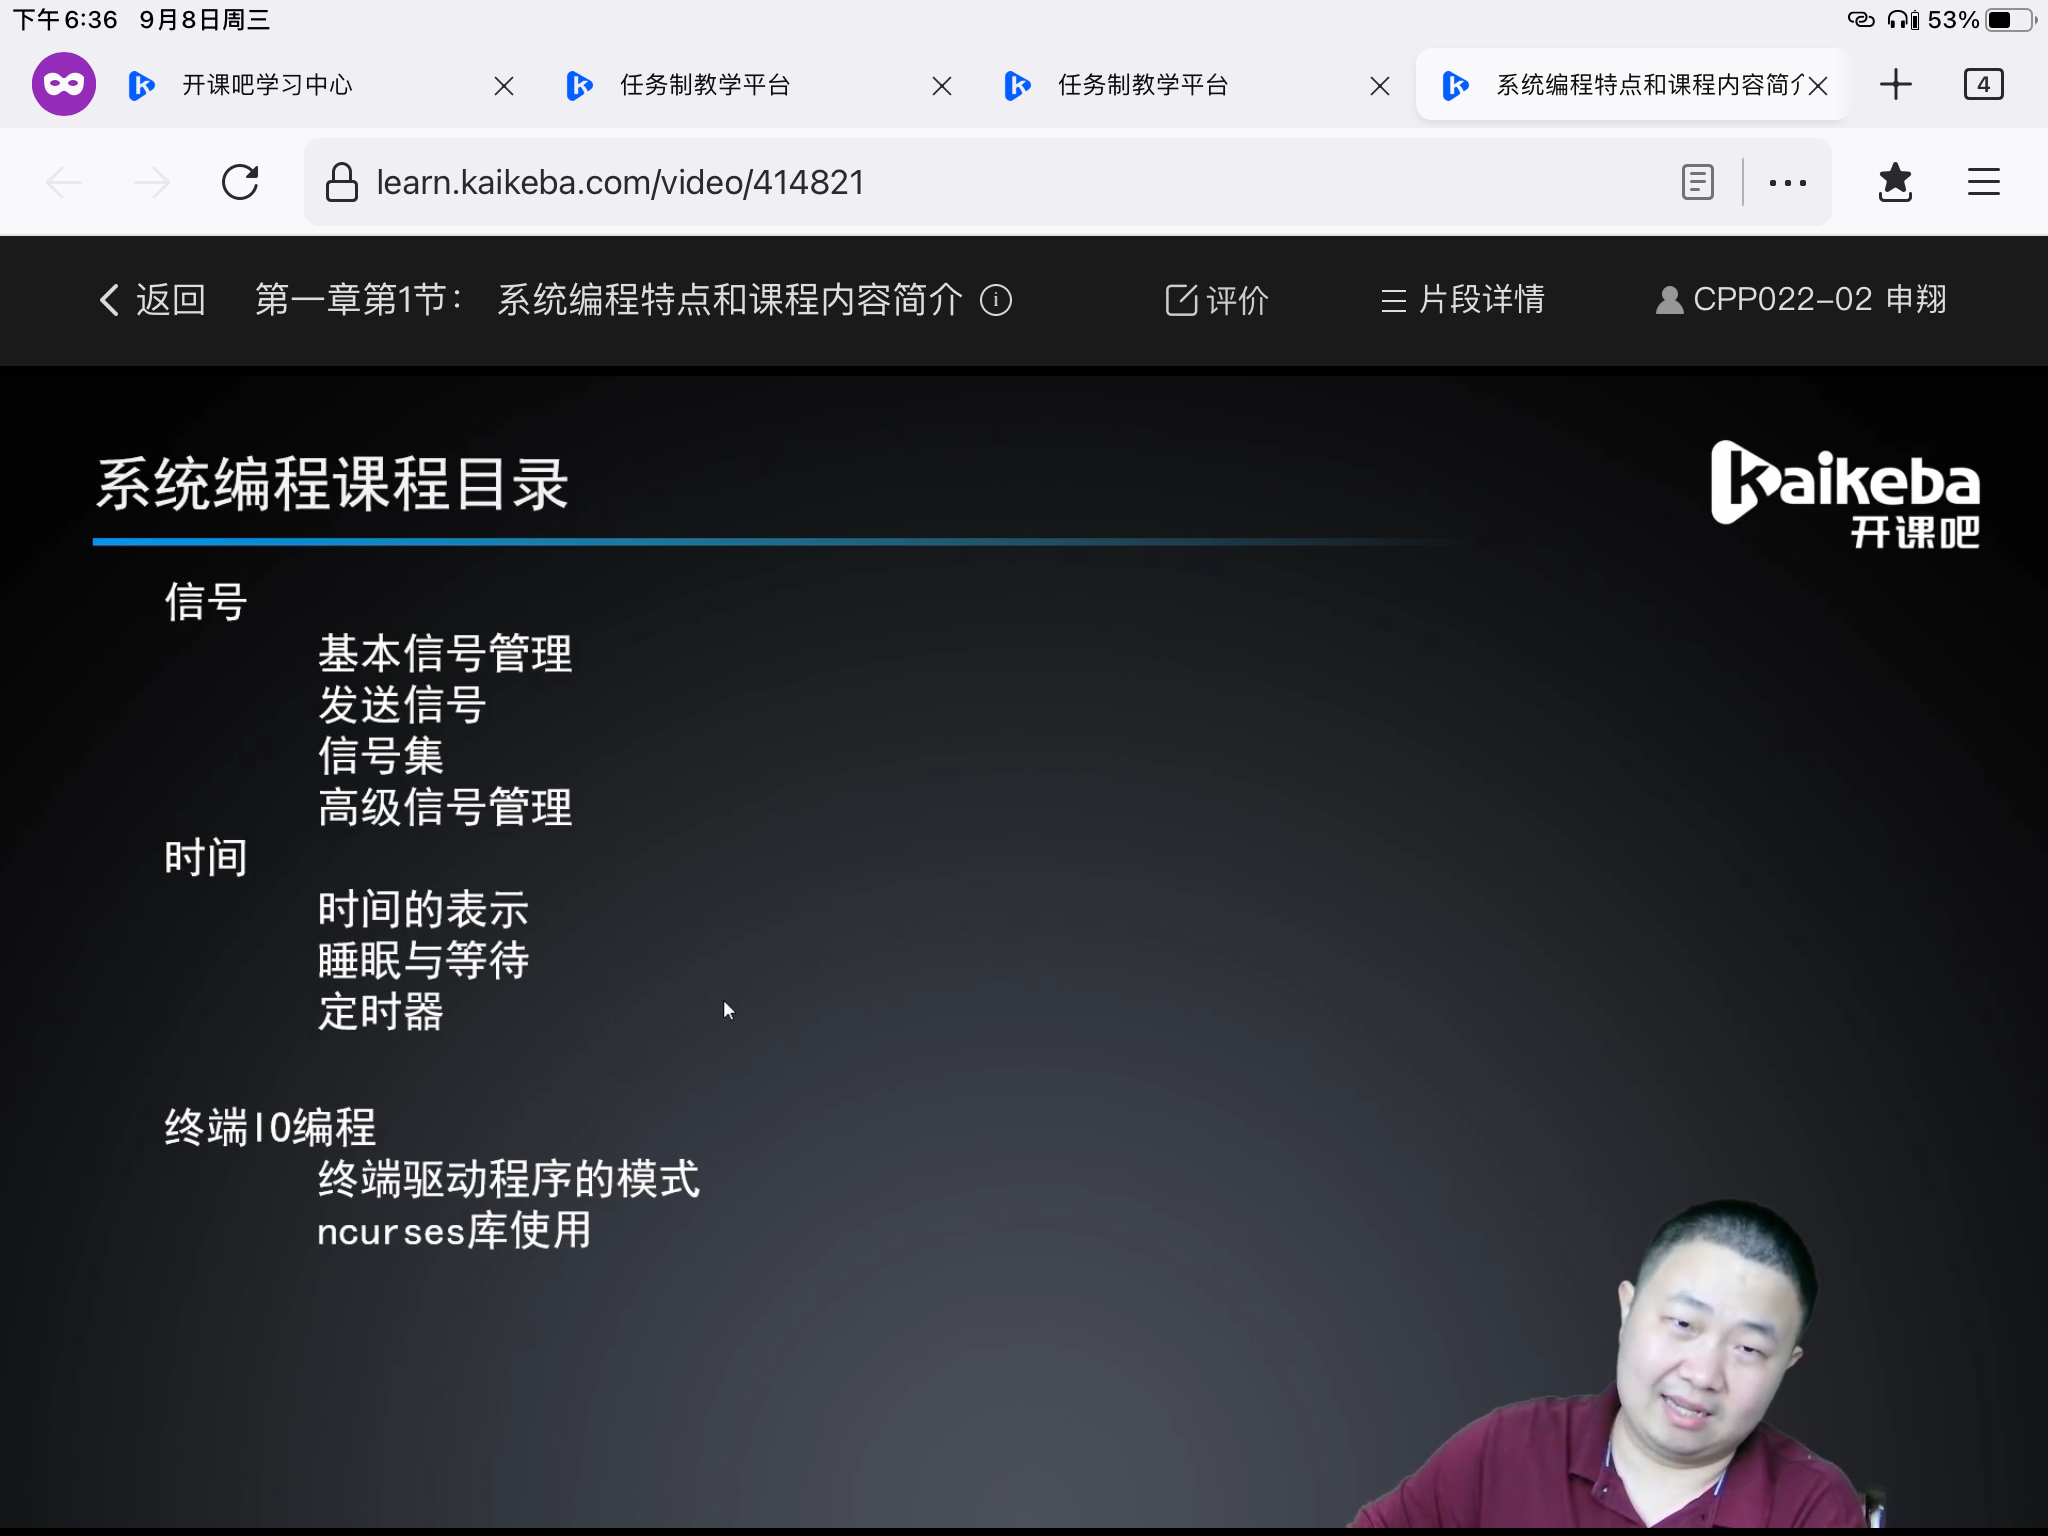 下午6:36 9月8日周三
53%
开课吧学习中心
任务制教学平台
任务制教学平台
系统编程特点和课程内容简介
4
learn.kaikeba.com/video/414821
返回 第一章第1节： 系统编程特点和课程内容简介
评价
片段详情
CPP022-02 申翔
系统编程课程目录
Kaikeba
开课吧
信号
基本信号管理
发送信号
信号集
高级信号管理
时间
时间的表示
睡眠与等待
定时器
终端IO编程
终端驱动程序的模式
ncurses库使用